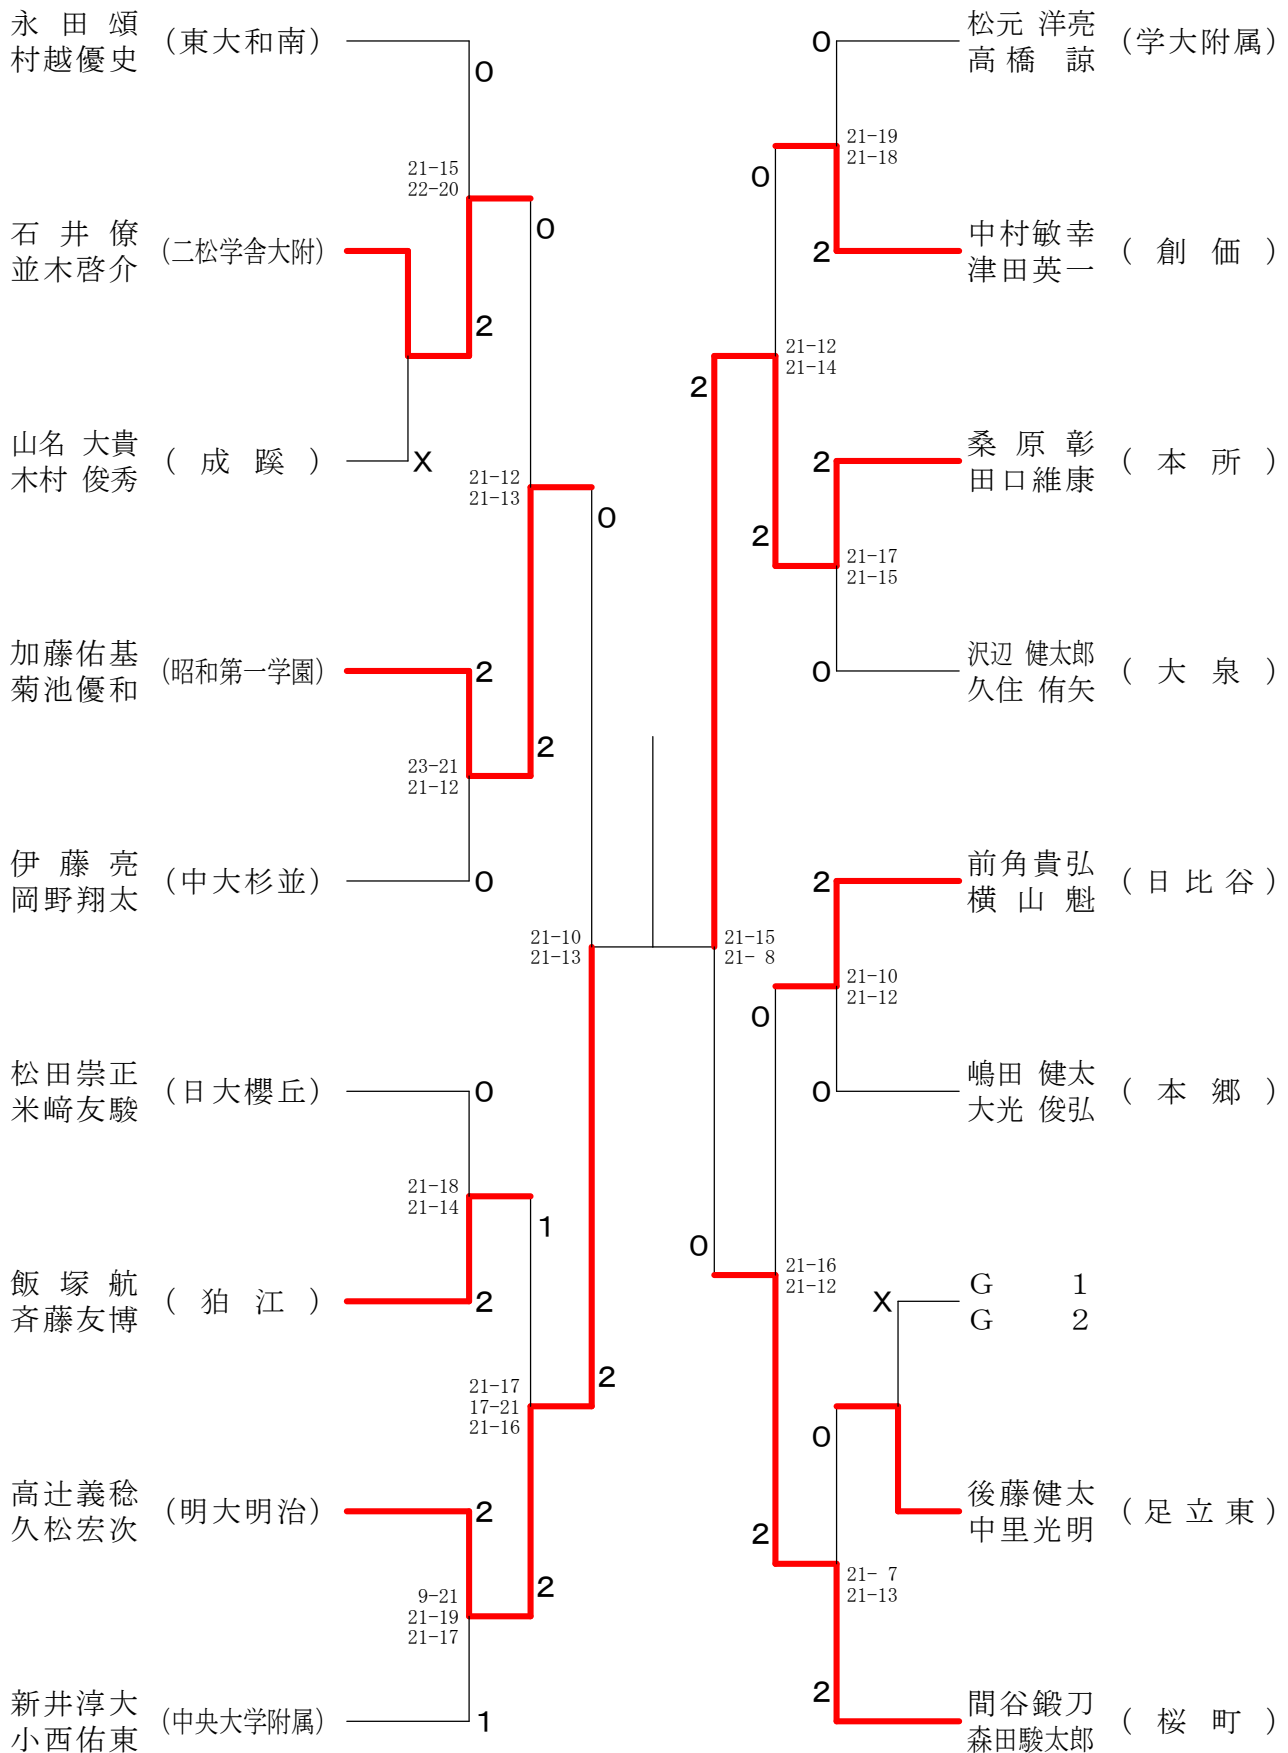 永田頌
村越優史
(東大和南)
0
21-15
22-20
石井僚
並木啓介
(二松学舎大附)
0
2
山名 大貴
木村 俊秀
(成蹊)
X
21-12
21-13
0
加藤佑基
菊池優和
(昭和第一学園)
2
23-21
21-12
2
伊藤亮
岡野翔太
(中大杉並)
0
21-10
21-13
松田崇正
米﨑友駿
(日大櫻丘)
0
21-18
21-14
1
飯塚航
斉藤友博
(狛江)
2
21-17
17-21
21-16
2
高辻義稔
久松宏次
(明大明治)
2
9-21
21-19
21-17
2
新井淳大
小西佑東
(中央大学附属)
1
0
松元 洋亮
高橋諒
(学大附属)
21-19
21-18
0
2
中村敏幸
津田英一
(創価)
21-12
21-14
2
2
桑原彰
田口維康
(本所)
2
21-17
21-15
0
沢辺 健太郎
久住 侑矢
(大泉)
2
前角貴弘
横山魁
(日比谷)
21-15
21- 8
21-10
21-12
0
0
嶋田 健太
大光 俊弘
(本郷)
0
21-16
21-12
X
G 1
G 2
0
後藤健太
中里光明
(足立東)
2
21- 7
21-13
2
間谷鍛刀
森田駿太郎
(桜町)